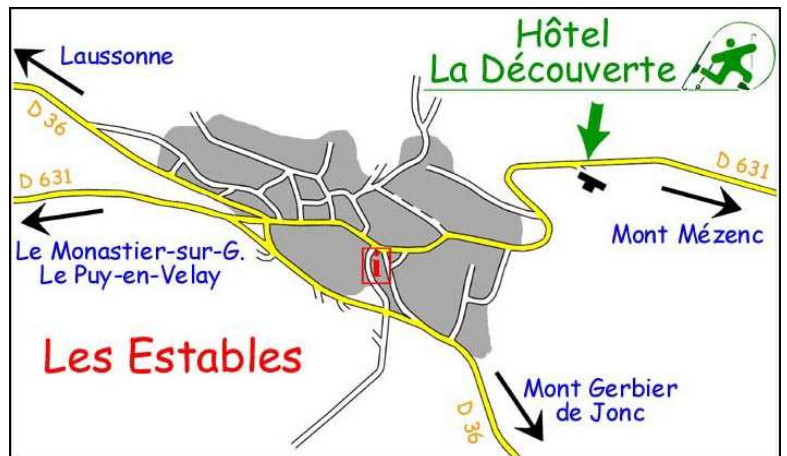 Hôtel
La Découverte
Laussonne
D 36
D 631
D 631
Mont Mézenc
Le Monastier-sur-G.
Le Puy-en-Velay
i
Les Estables
Mont Gerbier
de Jonc
D 36